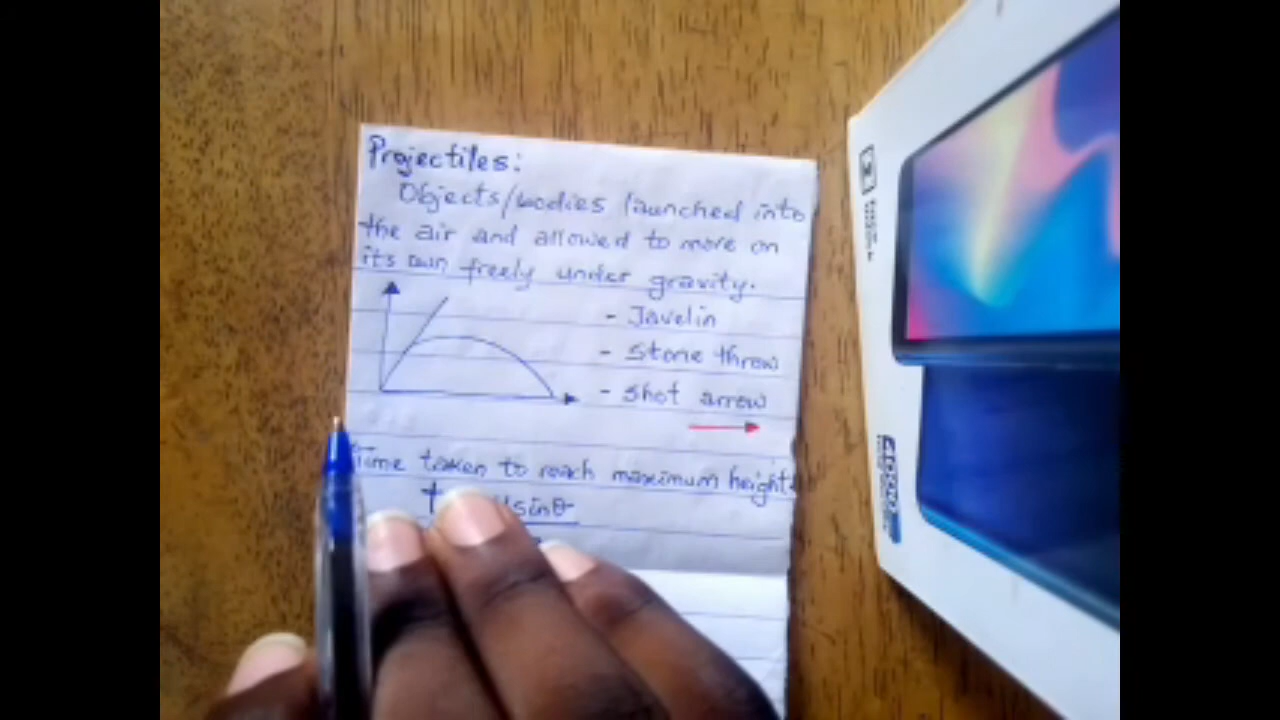 Projectiles:
Objects/bodies launched into
the air and allowed to move on
its own freely under gravity.
- Javelin
- Stone throw
- Shot arrow
Time taken to reach maximum height
t sinθ